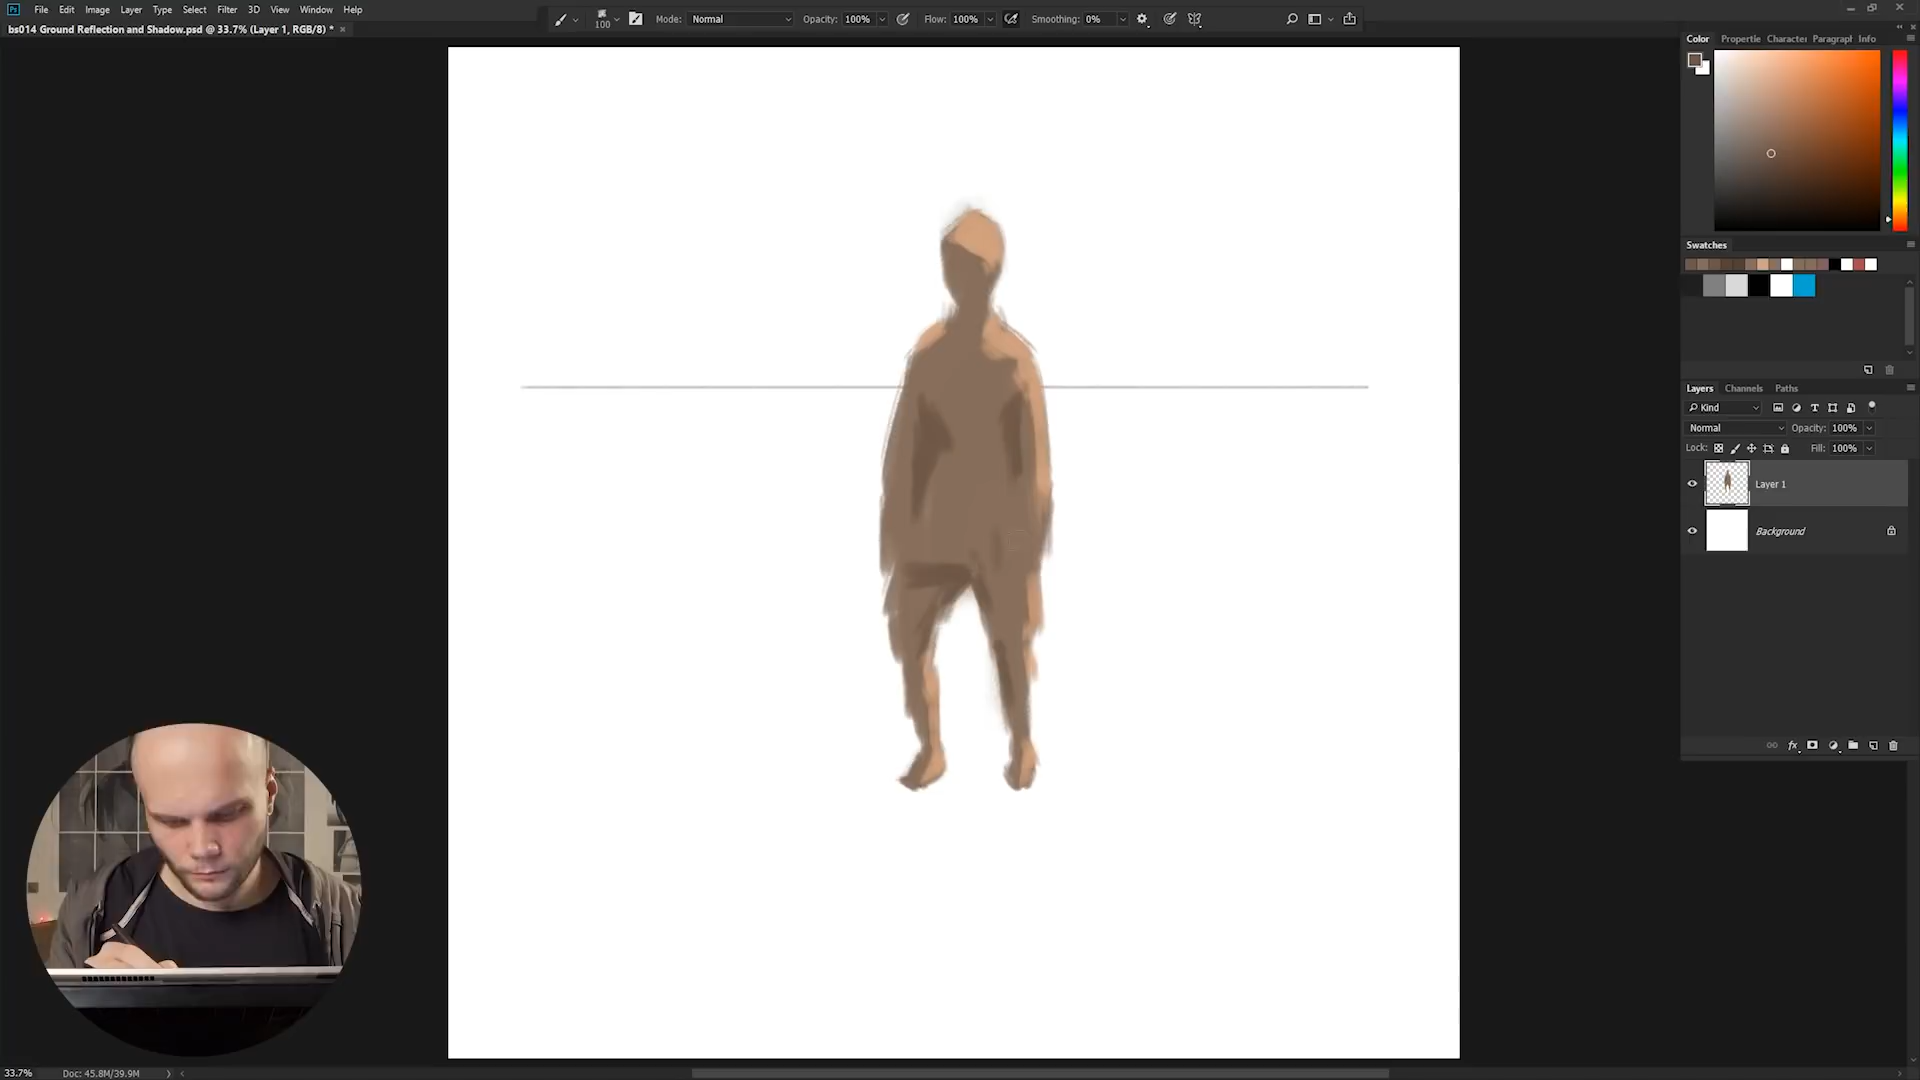 Ps File Edit Image Layer Type Select Filter 3D View Window Help
100 Mode: Normal Opacity: 100% Flow: 100% Smoothing: 0%
bs014 Ground Reflection and Shadow.psd @ 33.7% (Layer 1, RGB/8) * ×
Color Propertie Character Paragraph Info
Swatches
Layers Channels Paths
Kind
Normal Opacity: 100%
Lock: Fill: 100%
Layer 1
Background
33.7% Doc: 45.8M/39.9M